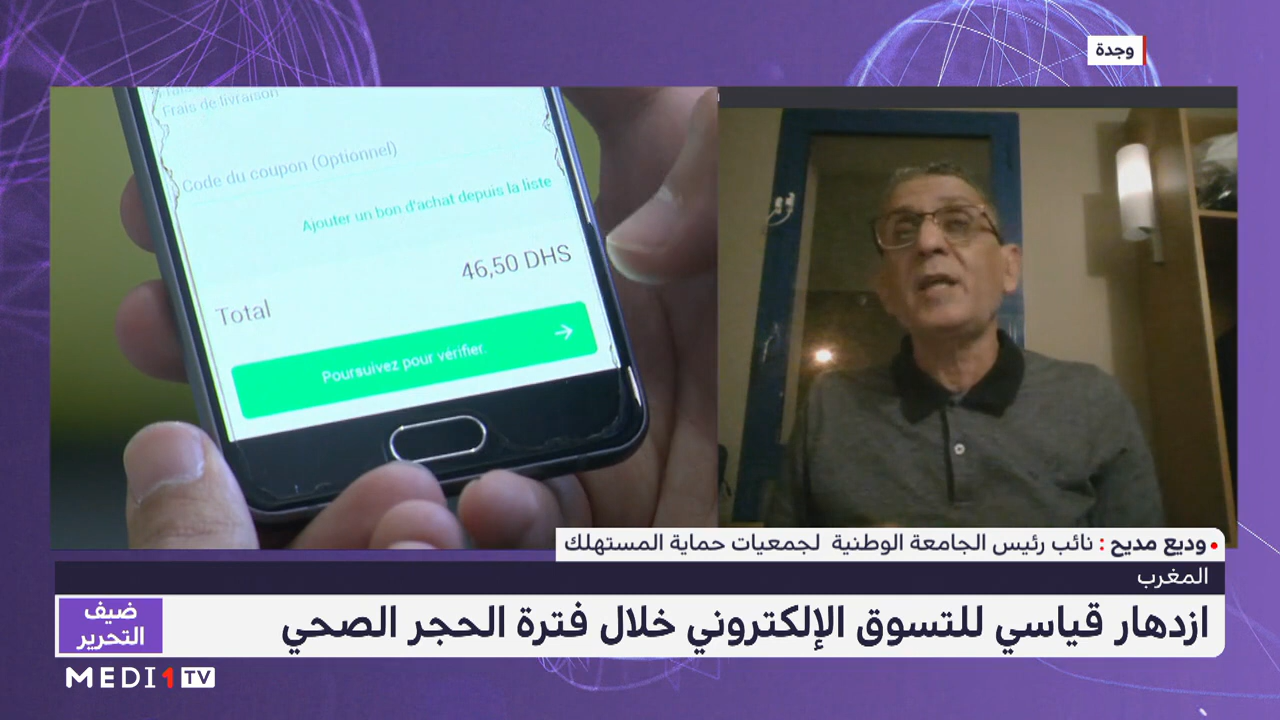 وجدة
Frais de livraison
Code du coupon (Optionnel)
Ajouter un bon d'achat depuis la liste
46,50 DHS
Total
Poursuivez pour vérifier.
وديع مديح : نائب رئيس الجامعة الوطنية لجمعيات حماية المستهلك
المغرب
ازدهار قياسي للتسوق الإلكتروني خلال فترة الحجر الصحي
ضيف
التحرير
MEDI1 TV